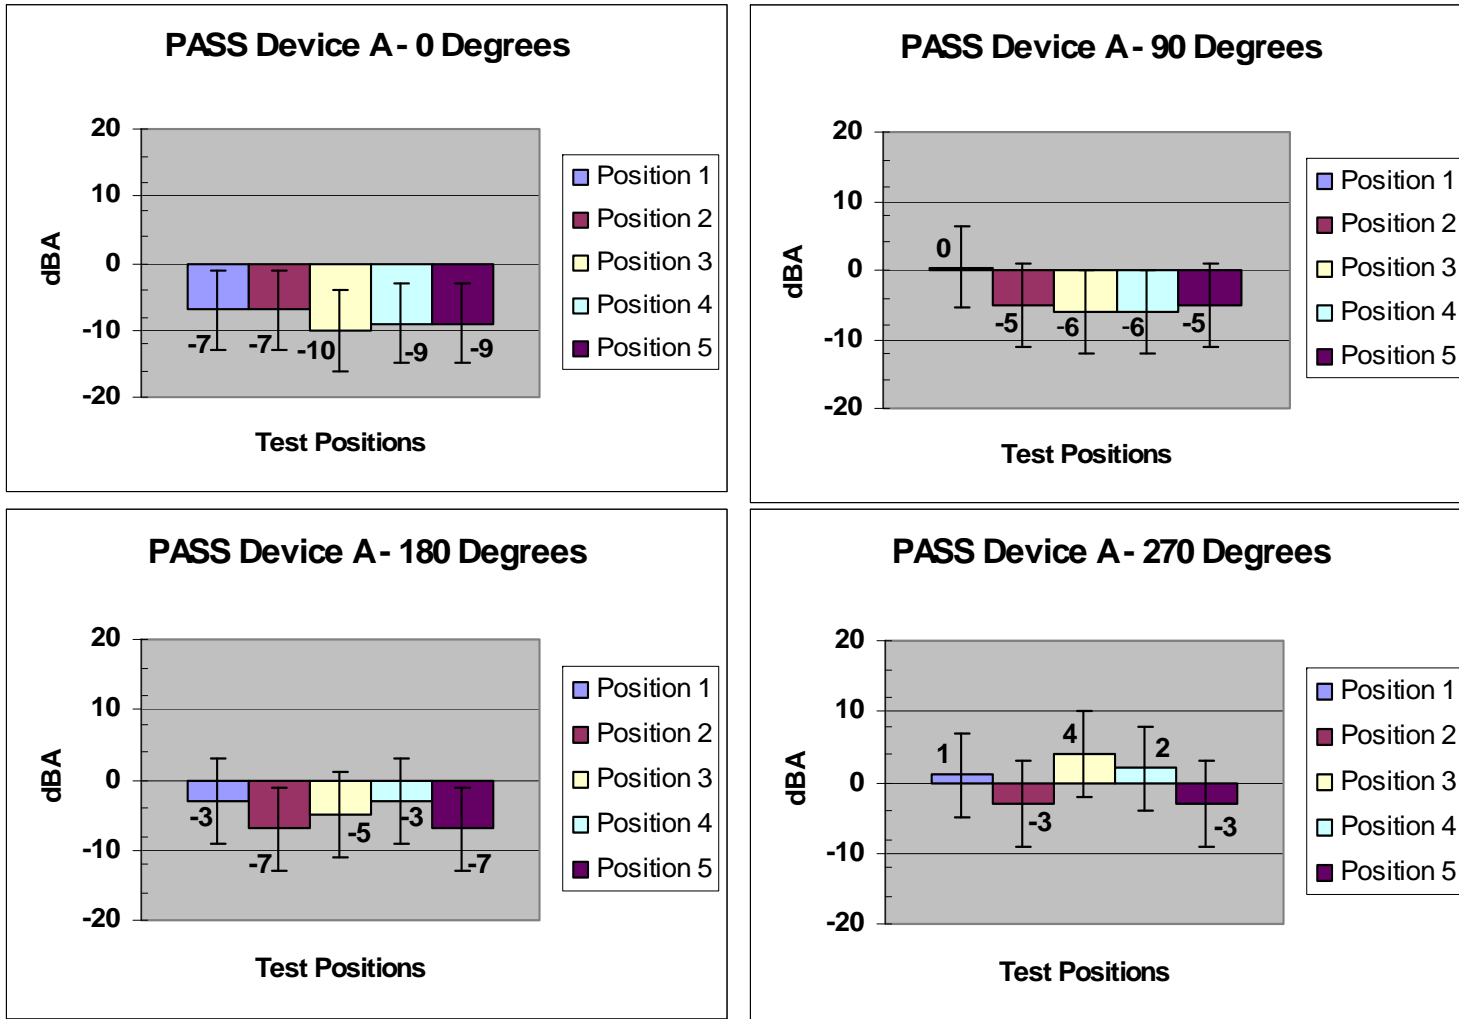 PASS Device A - 0 Degrees
20
10
0
-10
-20
dBA
-7
-7
-10
-9
-9
Test Positions
Position 1
Position 2
Position 3
Position 4
Position 5
PASS Device A - 90 Degrees
20
10
0
-10
-20
dBA
0
-5
-6
-6
-5
Test Positions
Position 1
Position 2
Position 3
Position 4
Position 5
PASS Device A - 180 Degrees
20
10
0
-10
-20
dBA
-3
-7
-5
-3
-7
Test Positions
Position 1
Position 2
Position 3
Position 4
Position 5
PASS Device A - 270 Degrees
20
10
0
-10
-20
dBA
1
-3
4
2
-3
Test Positions
Position 1
Position 2
Position 3
Position 4
Position 5